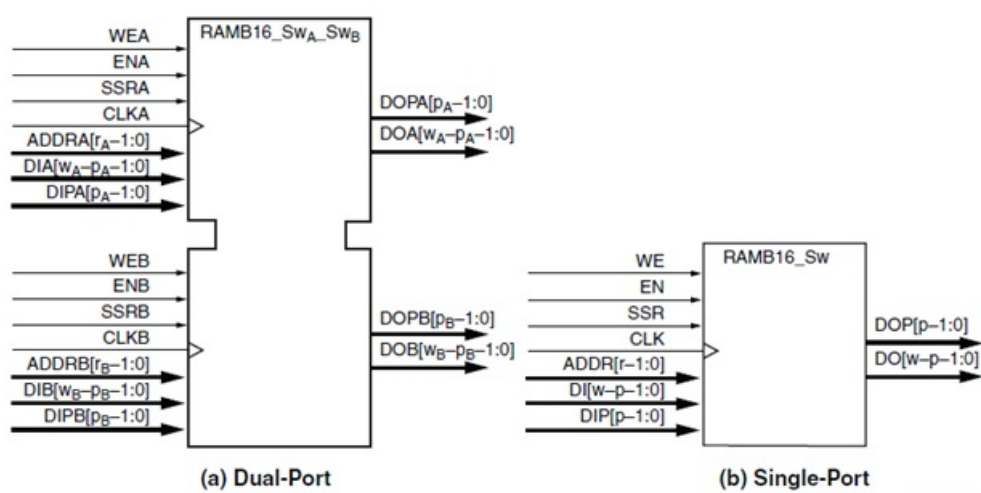 RAMB16_SwA_SwB
WEA
ENA
SSRA
CLKA
ADDRA[rA–1:0]
DIA[wA–pA–1:0]
DIPA[pA–1:0]
DOPA[pA–1:0]
DOA[wA–pA–1:0]
WEB
ENB
SSRB
CLKB
ADDRB[rB–1:0]
DIB[wB–pB–1:0]
DIPB[pB–1:0]
DOPB[pB–1:0]
DOB[wB–pB–1:0]
(a) Dual-Port
RAMB16_Sw
WE
EN
SSR
CLK
ADDR[r–1:0]
DI[w–p–1:0]
DIP[p–1:0]
DOP[p–1:0]
DO[w–p–1:0]
(b) Single-Port